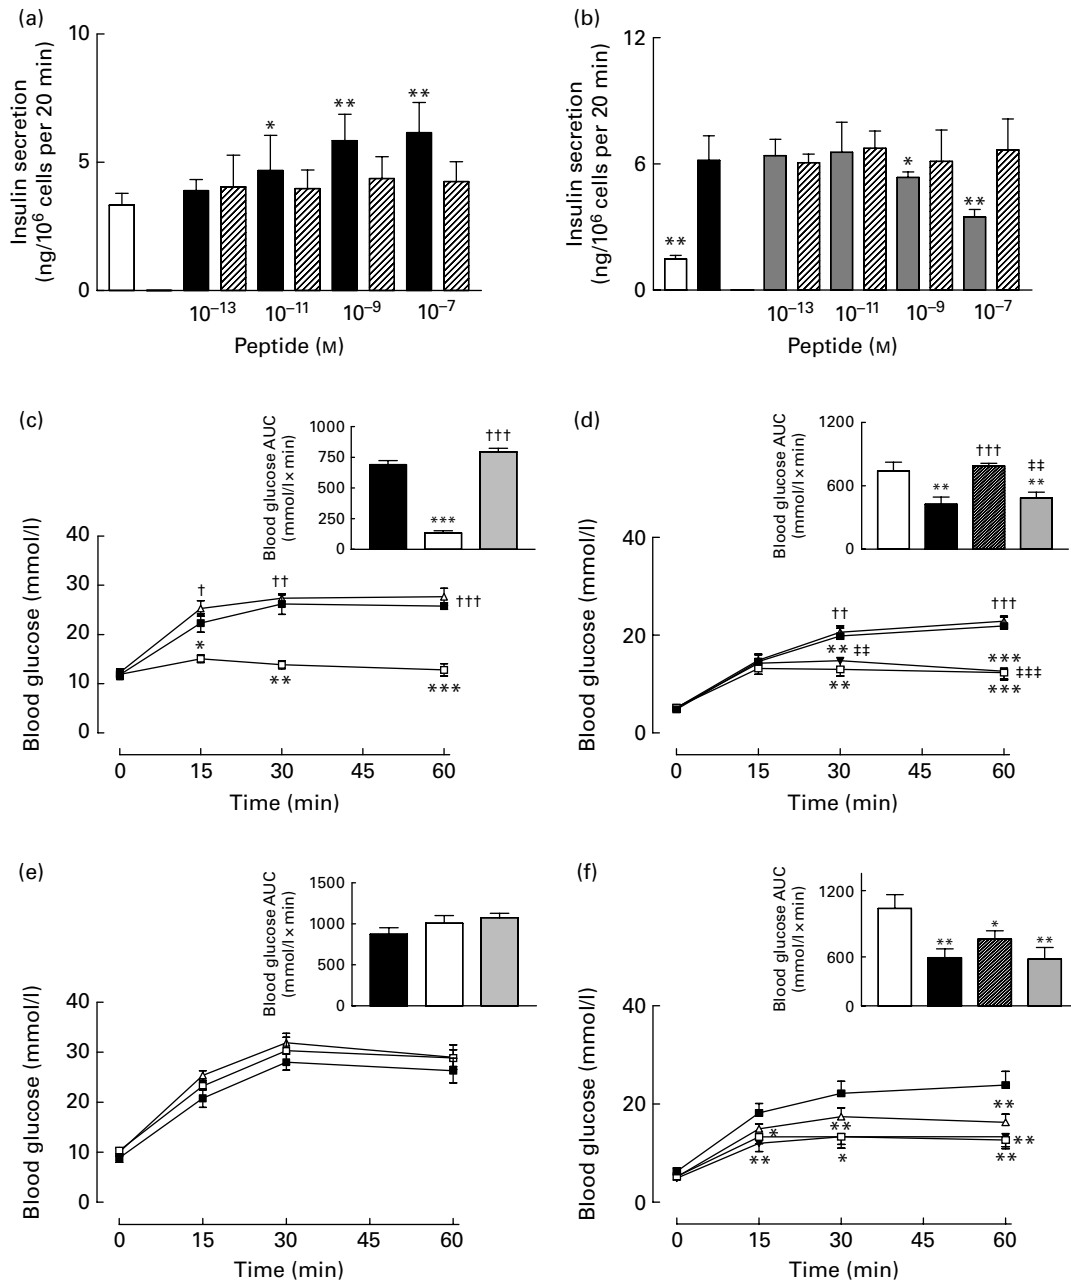 (a)
10
5
0
Insulin secretion
(ng/10⁶ cells per 20 min)
*
**
**
10⁻¹³ 10⁻¹¹ 10⁻⁹ 10⁻⁷
Peptide (M)
(b)
12
6
0
Insulin secretion
(ng/10⁶ cells per 20 min)
**
*
**
10⁻¹³ 10⁻¹¹ 10⁻⁹ 10⁻⁷
Peptide (M)
(c)
Blood glucose AUC
(mmol/l×min)
1000
750
500
250
0
***
†††
Blood glucose (mmol/l)
40
30
20
10
0
†
††
†††
*
**
***
0 15 30 45 60
Time (min)
(d)
Blood glucose AUC
(mmol/l×min)
1200
600
0
**
†††
‡‡
**
Blood glucose (mmol/l)
40
20
0
††
†††
** ‡‡
**
***
‡‡‡
***
0 15 30 45 60
Time (min)
(e)
Blood glucose AUC
(mmol/l×min)
1500
1000
500
0
Blood glucose (mmol/l)
40
30
20
10
0
0 15 30 45 60
Time (min)
(f)
Blood glucose AUC
(mmol/l×min)
1200
600
0
**
*
**
Blood glucose (mmol/l)
40
20
0
**
**
*
**
**
*
**
0 15 30 45 60
Time (min)